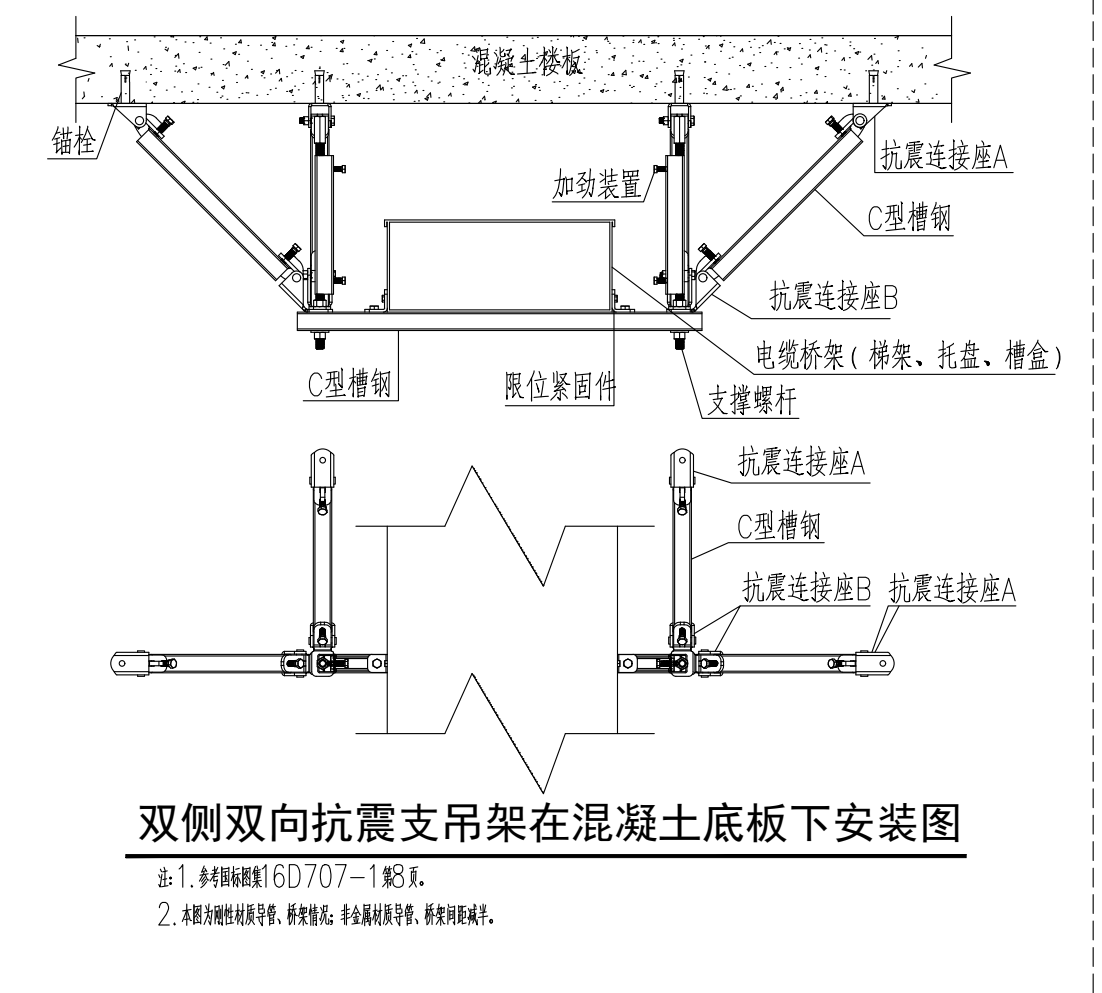 混凝土楼板
锚栓
抗震连接座A
加劲装置
C型槽钢
抗震连接座B
电缆桥架(梯架、托盘、槽盒)
C型槽钢
限位紧固件
支撑螺杆
抗震连接座A
C型槽钢
抗震连接座B
抗震连接座A
双侧双向抗震支吊架在混凝土底板下安装图
注:1.参考国标图集16D707-1第8页。
2.本图为刚性材质导管、桥架情况;非金属材质导管、桥架间距减半。